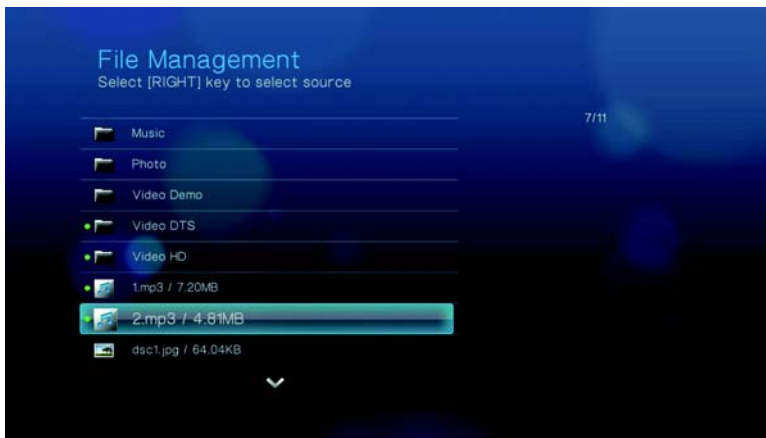 File Management
Select [RIGHT] key to select source
7/11
Music
Photo
Video Demo
Video DTS
Video HD
1.mp3 / 7.20MB
2.mp3 / 4.81MB
dsc1.jpg / 64.04KB